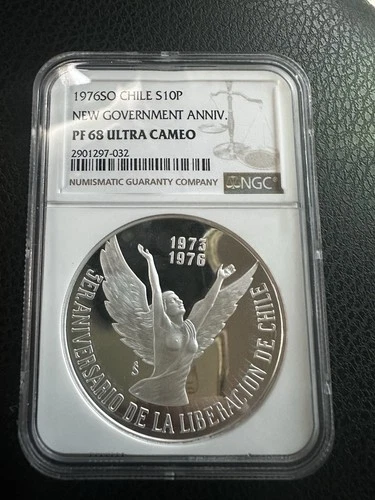 1976SO CHILE S10P
NEW GOVERNMENT ANNIV.
PF 68 ULTRA CAMEO
2901297-032
NUMISMATIC GUARANTY COMPANY
NGC
1973
1976
3ER. ANIVERSARIO DE LA LIBERACION DE CHILE
So